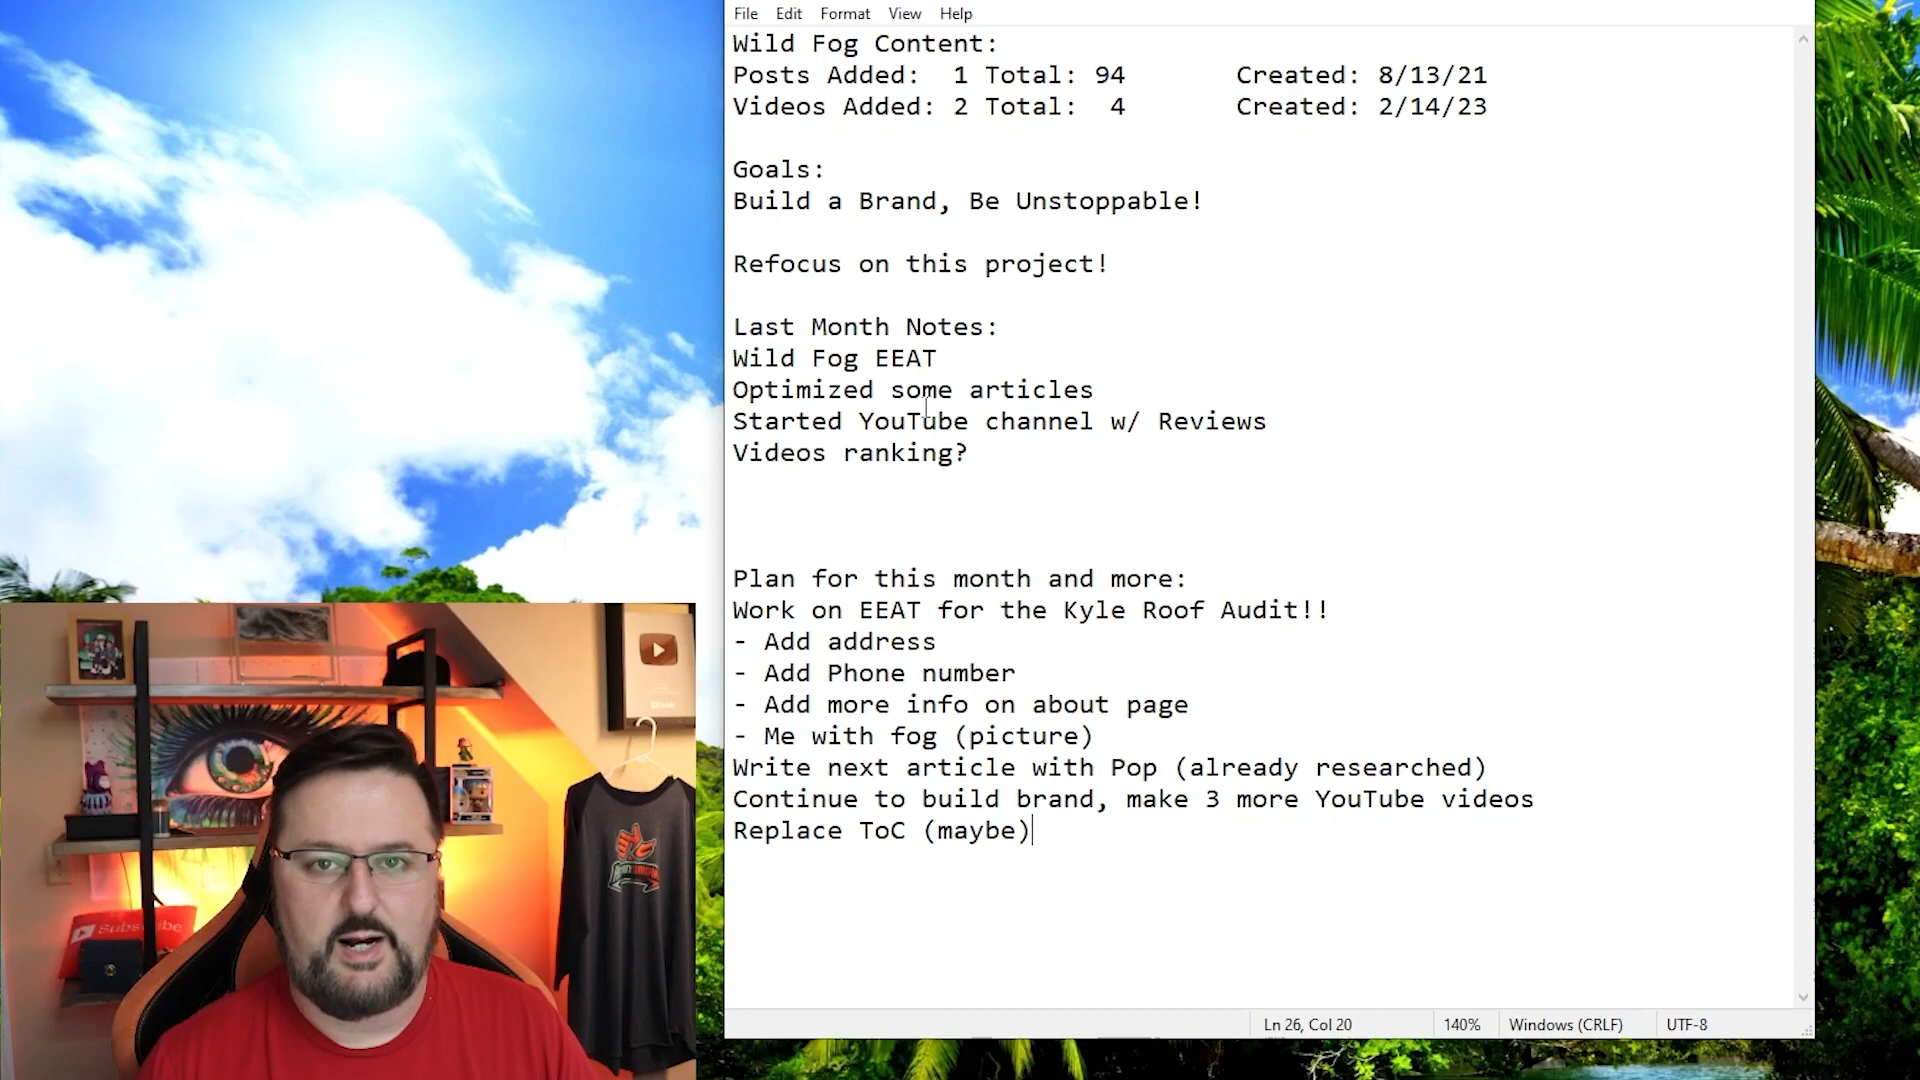 File Edit Format View Help
Wild Fog Content:
Posts Added: 1 Total: 94 Created: 8/13/21
Videos Added: 2 Total: 4 Created: 2/14/23
Goals:
Build a Brand, Be Unstoppable!
Refocus on this project!
Last Month Notes:
Wild Fog EEAT
Optimized some articles
Started YouTube channel w/ Reviews
Videos ranking?
Plan for this month and more:
Work on EEAT for the Kyle Roof Audit!!
- Add address
- Add Phone number
- Add more info on about page
- Me with fog (picture)
Write next article with Pop (already researched)
Continue to build brand, make 3 more YouTube videos
Replace ToC (maybe)
Subscribe
Ln 26, Col 20 140% Windows (CRLF) UTF-8